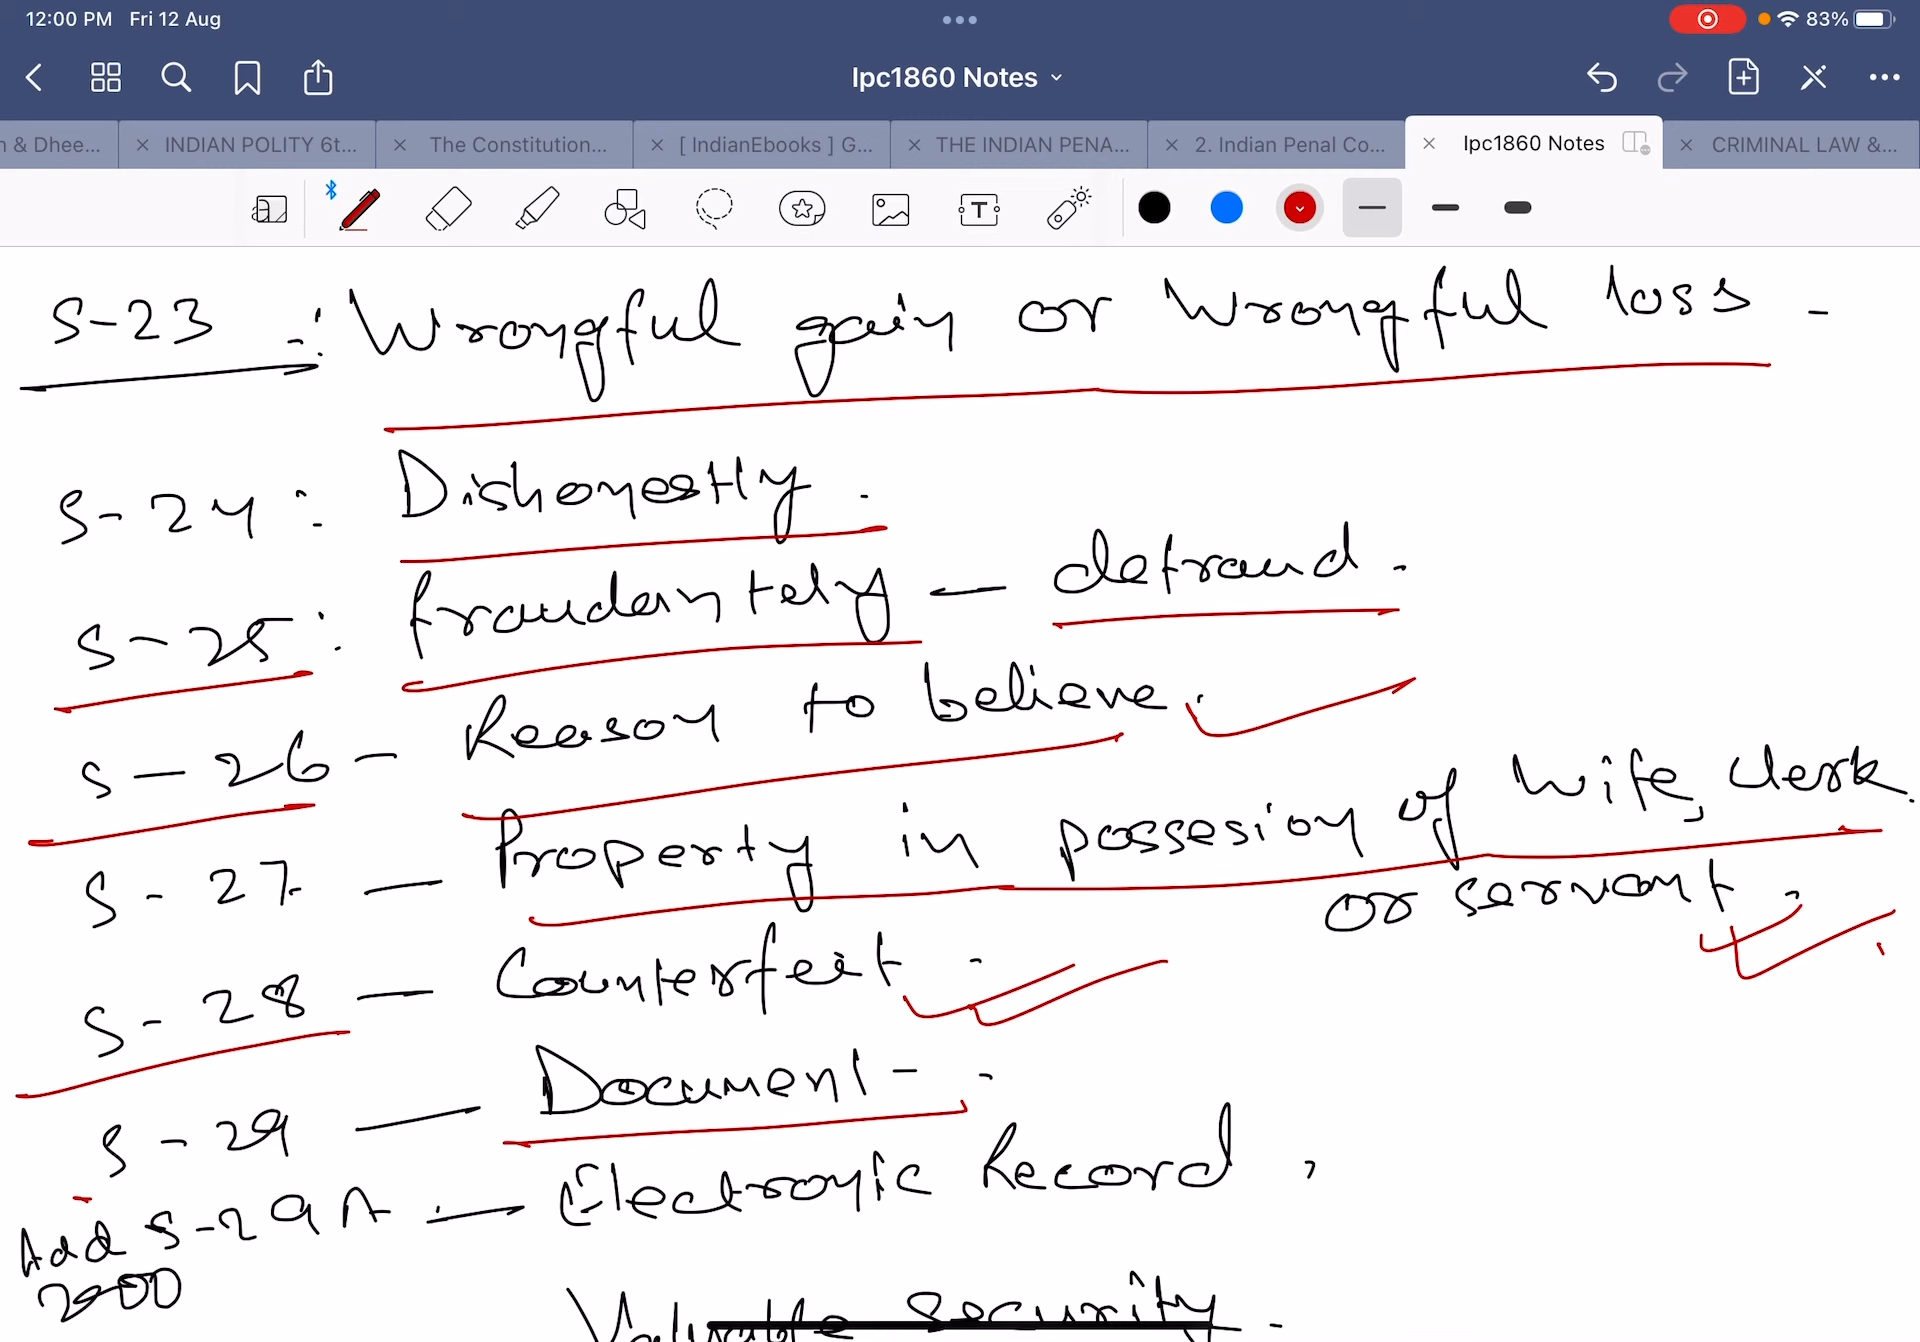 12:00 PM Fri 12 Aug
83%
Ipc1860 Notes
n & Dhee...
INDIAN POLITY 6t...
The Constitution...
[ IndianEbooks ] G...
THE INDIAN PENA...
2. Indian Penal Co...
Ipc1860 Notes
CRIMINAL LAW &...
S-23 : Wrongful gain or Wrongful loss -
S-24 : Dishonestly .
S-25 : fraudently — defraud .
S-26 - Reason to believe .
S-27 — Property in possesion of wife, clerk.
or servant .
S-28 — Counterfeit .
S-29 — Document .
Add S-29A — Electronic Record ,
2000
Valuable Security .